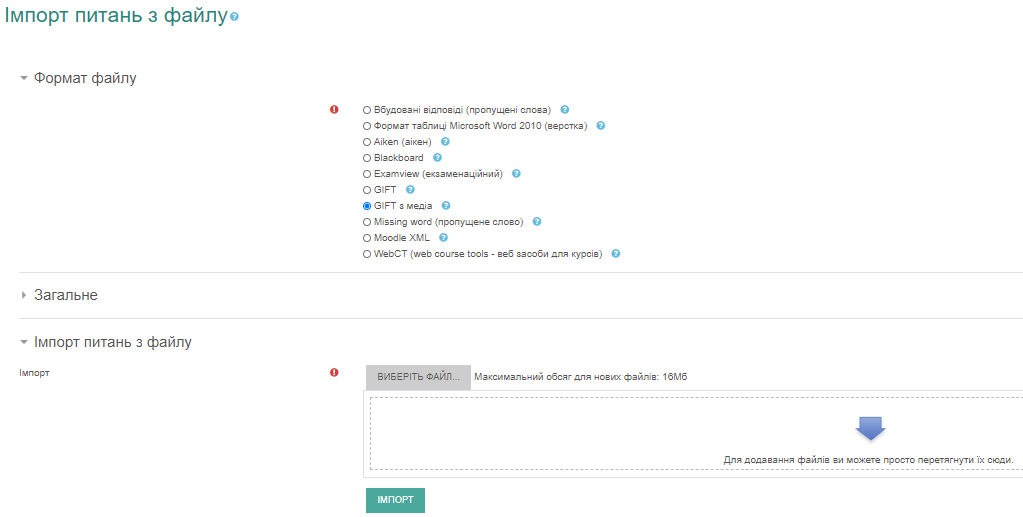 Імпорт питань з файлу
Формат файлу
Вбудовані відповіді (пропущені слова)
Формат таблиці Microsoft Word 2010 (верстка)
Aiken (аікен)
Blackboard
Examview (екзаменаційний)
GIFT
GIFT з медіа
Missing word (пропущене слово)
Moodle XML
WebCT (web course tools - веб засоби для курсів)
Загальне
Імпорт питань з файлу
Імпорт
ВИБЕРІТЬ ФАЙЛ... Максимальний обсяг для нових файлів: 16Мб
Для додавання файлів ви можете просто перетягнути їх сюди.
ІМПОРТ